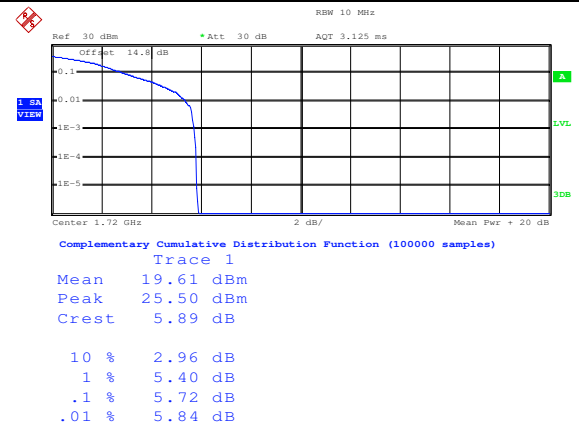 RBW 10 MHz
Ref 30 dBm *Att 30 dB AQT 3.125 ms
Offset 14.8 dB
0.1
A
0.01
1 SA
VIEW
1E-3
LVL
1E-4
1E-5
3DB
Center 1.72 GHz 2 dB/ Mean Pwr + 20 dB
Complementary Cumulative Distribution Function (100000 samples)
Trace 1
Mean 19.61 dBm
Peak 25.50 dBm
Crest 5.89 dB
10 % 2.96 dB
1 % 5.40 dB
.1 % 5.72 dB
.01 % 5.84 dB